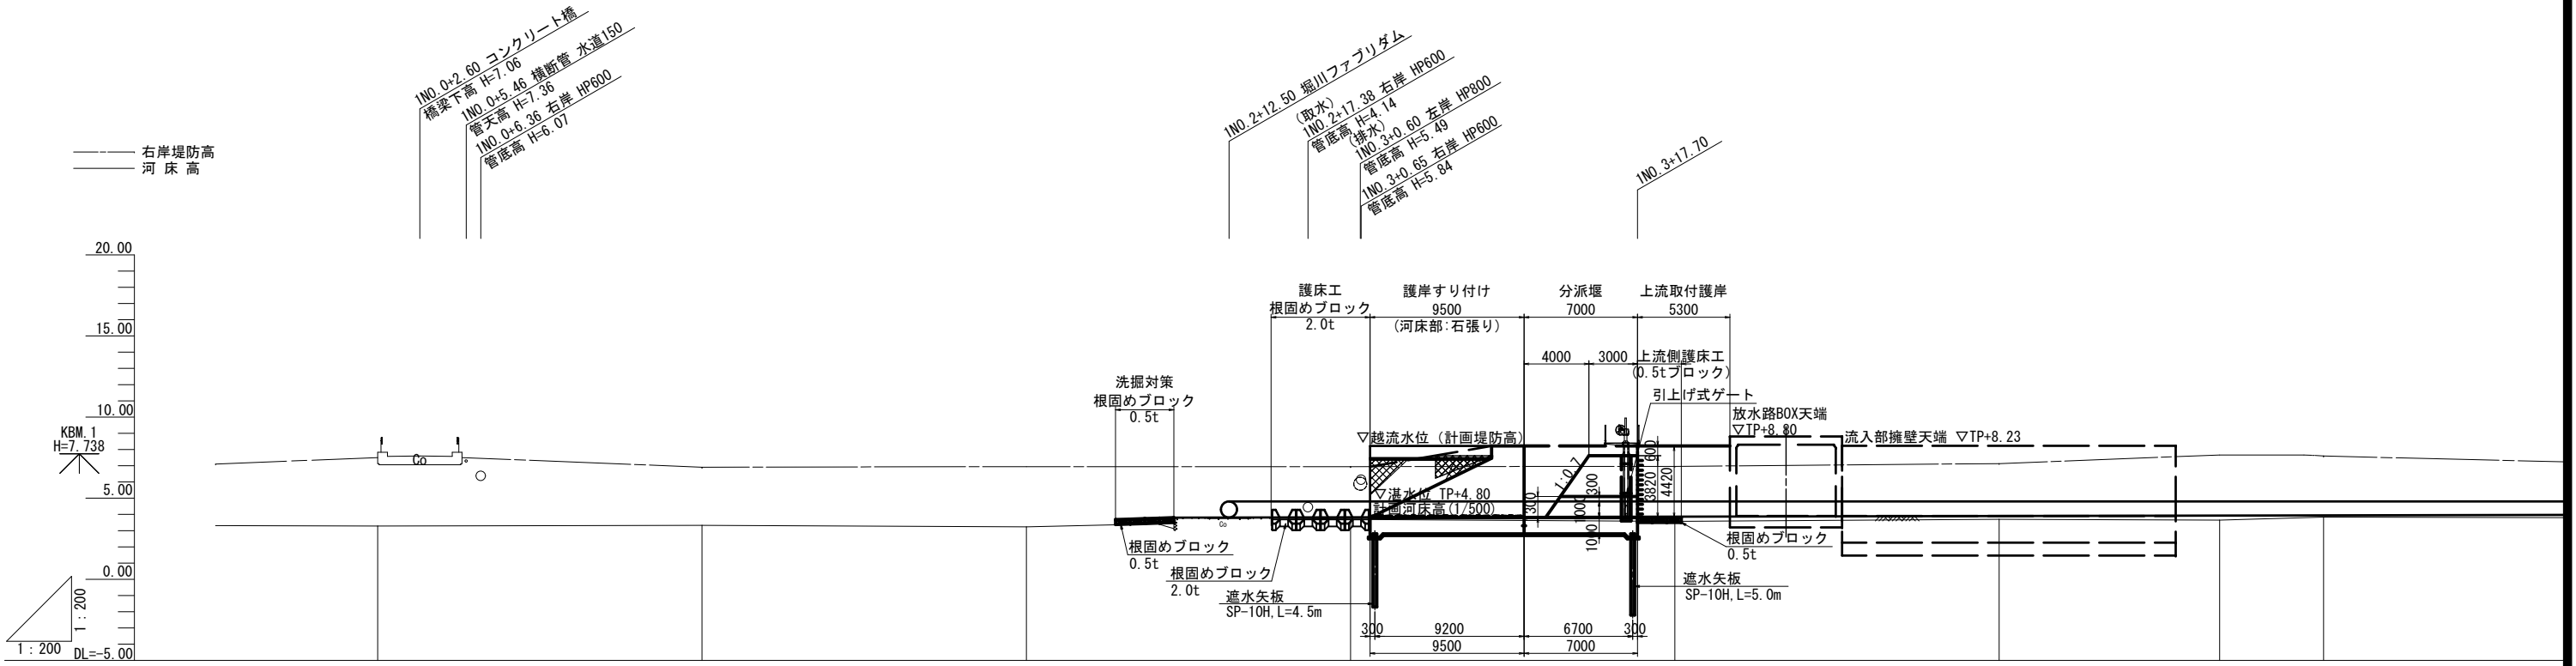 1NO.0+2.60 コンクリート橋
橋梁下高 H=7.06
1NO.0+5.46 横断管 水道150
管天高 H=7.36
1NO.0+6.36 右岸 HP600
管底高 H=6.07
1NO.2+12.50 堀川ファブリダム
(取水)
1NO.2+17.38 右岸 HP600
管底高 H=4.14
(排水)
1NO.3+0.60 左岸 HP800
管底高 H=5.49
1NO.3+0.65 右岸 HP600
管底高 H=5.84
1NO.3+17.70
右岸堤防高
河 床 高
20.00
15.00
10.00
5.00
0.00
DL=-5.00
KBM.1
H=7.738
1 : 200
1 : 200
Co
護床工
根固めブロック
2.0t
護岸すり付け
9500
(河床部:石張り)
分派堰
7000
上流取付護岸
5300
4000
3000
上流側護床工
(0.5tブロック)
引上げ式ゲート
洗掘対策
根固めブロック
0.5t
放水路BOX天端
▽TP+8.80
流入部擁壁天端 ▽TP+8.23
▽越流水位 (計画堤防高)
▽湛水位 TP+4.80
計画河床高(1/500)
1:0.7
300
300
1000
1000
600
3820
4420
Co
根固めブロック
0.5t
根固めブロック
2.0t
遮水矢板
SP-10H,L=4.5m
根固めブロック
0.5t
遮水矢板
SP-10H,L=5.0m
300
9200
6700
300
9500
7000